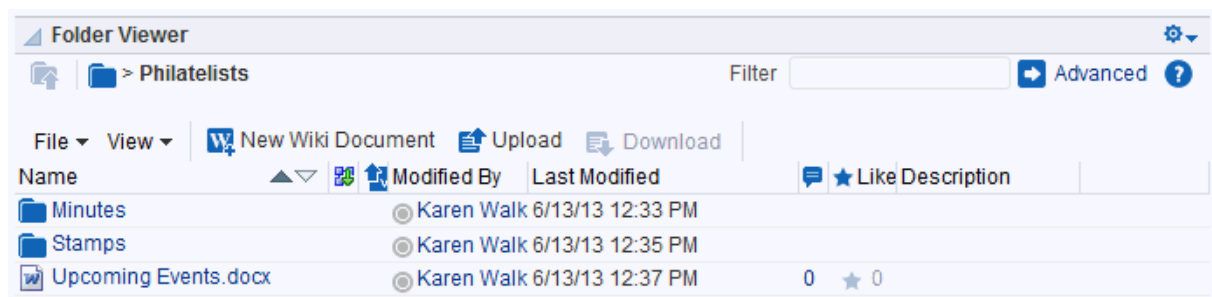 Folder Viewer
> Philatelists Filter Advanced ?
File View New Wiki Document Upload Download
Name Modified By Last Modified Like Description
Minutes Karen Walk 6/13/13 12:33 PM
Stamps Karen Walk 6/13/13 12:35 PM
Upcoming Events.docx Karen Walk 6/13/13 12:37 PM 0 0